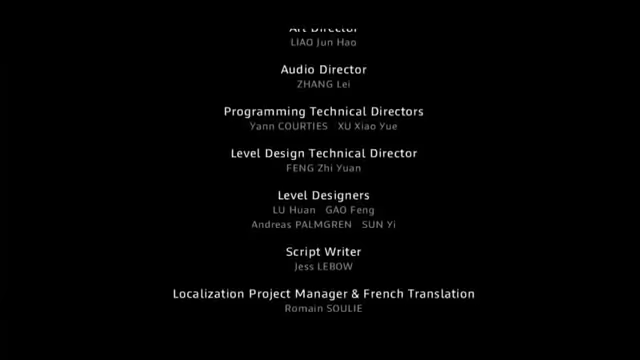 Art Director
LIAO Jun Hao
Audio Director
ZHANG Lei
Programming Technical Directors
Yann COURTIES XU Xiao Yue
Level Design Technical Director
FENG Zhi Yuan
Level Designers
LU Huan GAO Feng
Andreas PALMGREN SUN Yi
Script Writer
Jess LEBOW
Localization Project Manager & French Translation
Romain SOULIE